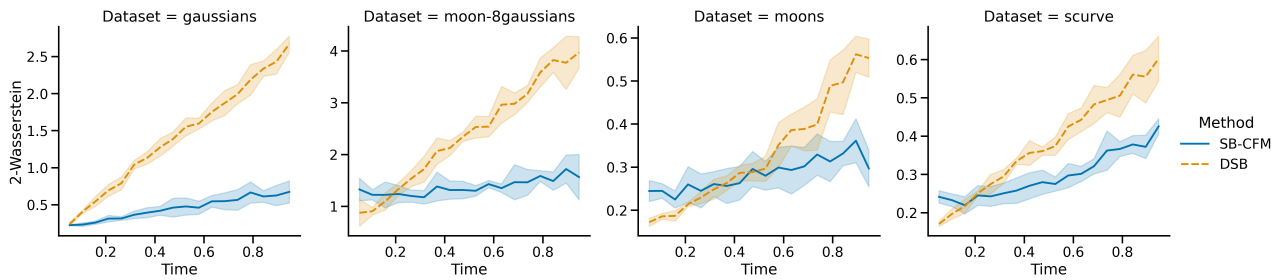 Dataset = gaussians
2-Wasserstein
2.5
2.0
1.5
1.0
0.5
0.2 0.4 0.6 0.8
Time
Dataset = moon-8gaussians
4
3
2
1
0.2 0.4 0.6 0.8
Time
Dataset = moons
0.6
0.5
0.4
0.3
0.2
0.2 0.4 0.6 0.8
Time
Dataset = scurve
0.6
0.5
0.4
0.3
0.2
0.2 0.4 0.6 0.8
Time
Method
SB-CFM
DSB